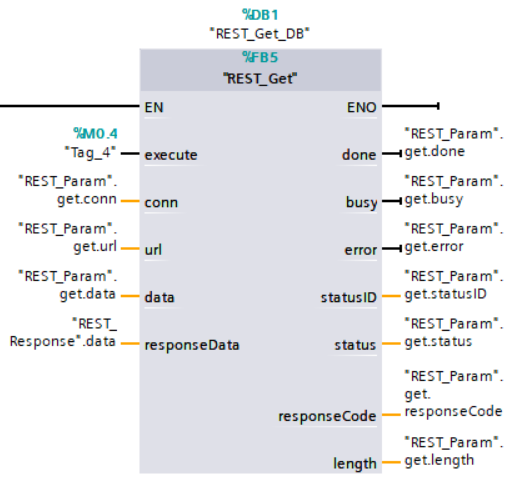 %DB1
"REST_Get_DB"
%FB5
"REST_Get"
EN
ENO
%M0.4
"Tag_4"
execute
done
"REST_Param".
get.done
"REST_Param".
get.conn
conn
busy
"REST_Param".
get.busy
"REST_Param".
get.url
url
error
"REST_Param".
get.error
"REST_Param".
get.data
data
statusID
"REST_Param".
get.statusID
"REST_
Response".data
responseData
status
"REST_Param".
get.status
responseCode
"REST_Param".
get.
responseCode
length
"REST_Param".
get.length